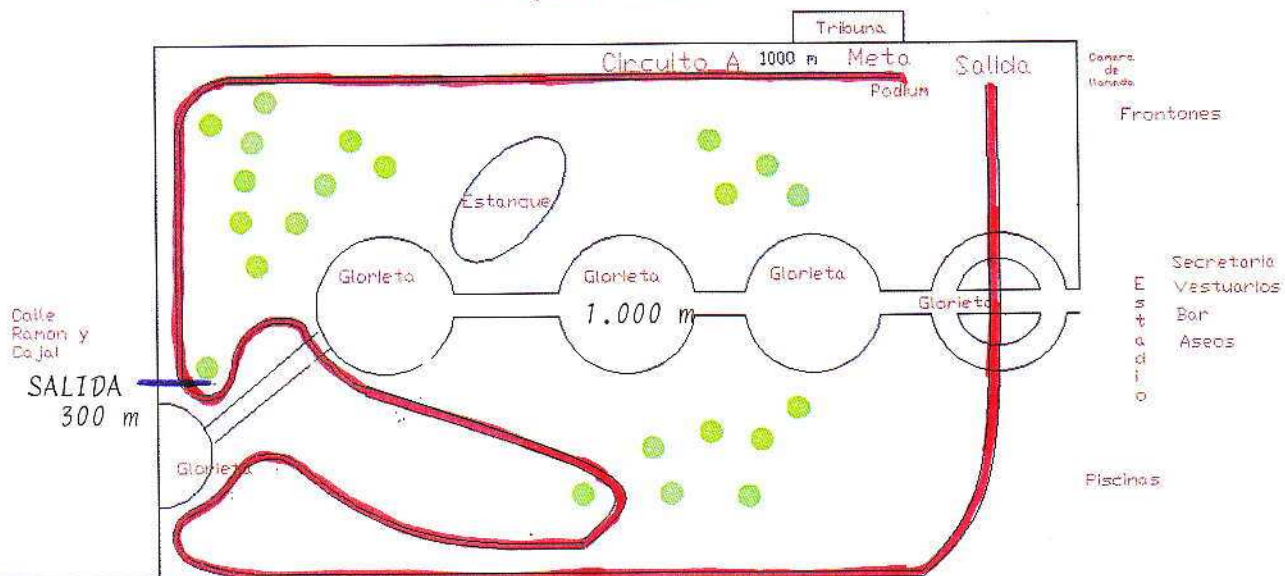 Tribuna
Circuito A 1000 m Meta
Salida
Camara
de
llamada
Podium
Frontones
Estanque
Glorieta
Glorieta
Glorieta
Glorieta
1.000 m
Secretaria
Vestuarios
Bar
Aseos
Estadio
Calle
Ramon y
Cajal
SALIDA
300 m
Glorieta
Piscinas